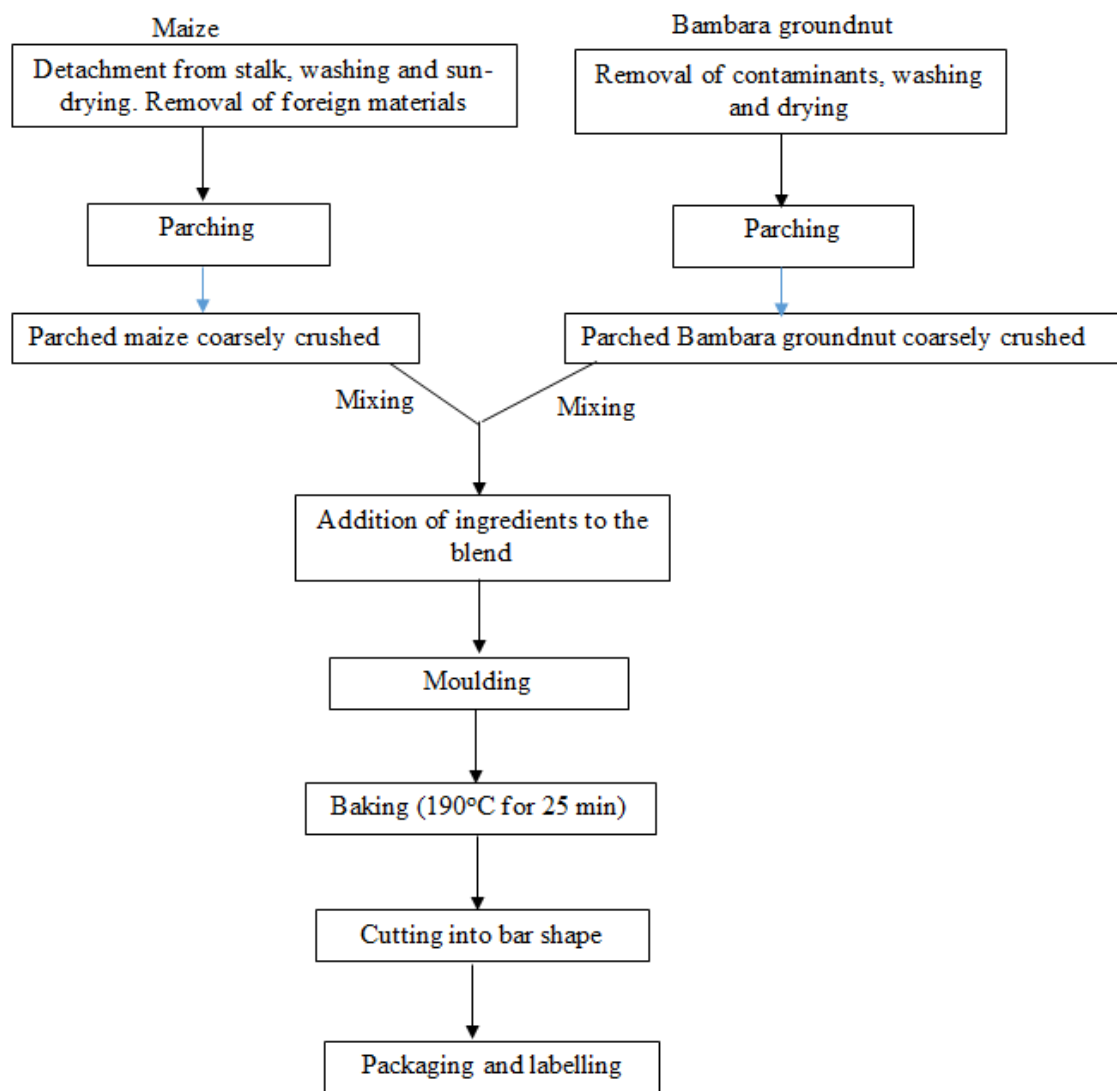 Maize
Bambara groundnut
Detachment from stalk, washing and sun-
drying. Removal of foreign materials
Removal of contaminants, washing
and drying
Parching
Parching
Parched maize coarsely crushed
Parched Bambara groundnut coarsely crushed
Mixing
Mixing
Addition of ingredients to the
blend
Moulding
Baking (190°C for 25 min)
Cutting into bar shape
Packaging and labelling